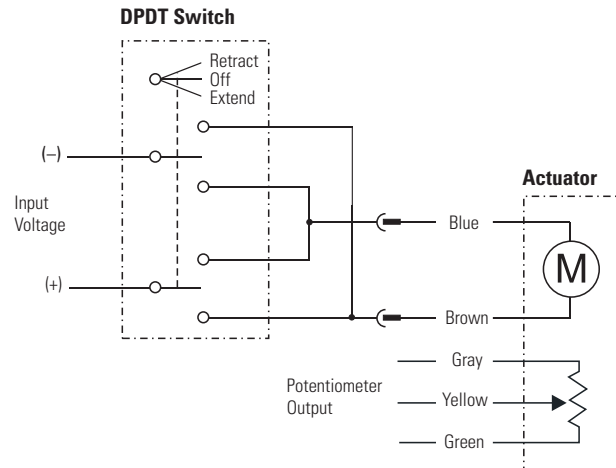 DPDT Switch
Retract
Off
Extend
(–)
Input
Voltage
(+)
Actuator
Blue
M
Brown
Gray
Potentiometer
Output
Yellow
Green